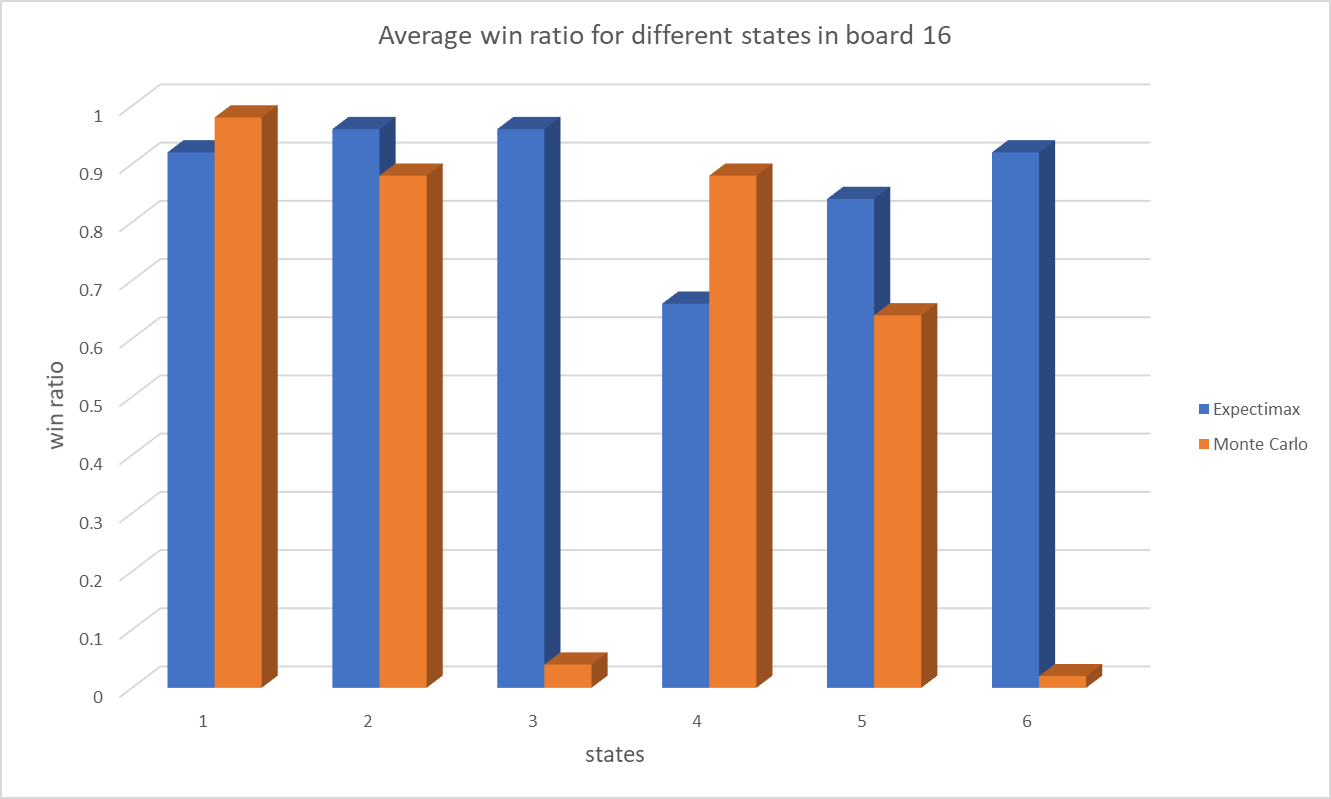 Average win ratio for different states in board 16
1
0.9
0.8
0.7
0.6
0.5
0.4
0.3
0.2
0.1
0
win ratio
1 2 3 4 5 6
states
Expectimax
Monte Carlo